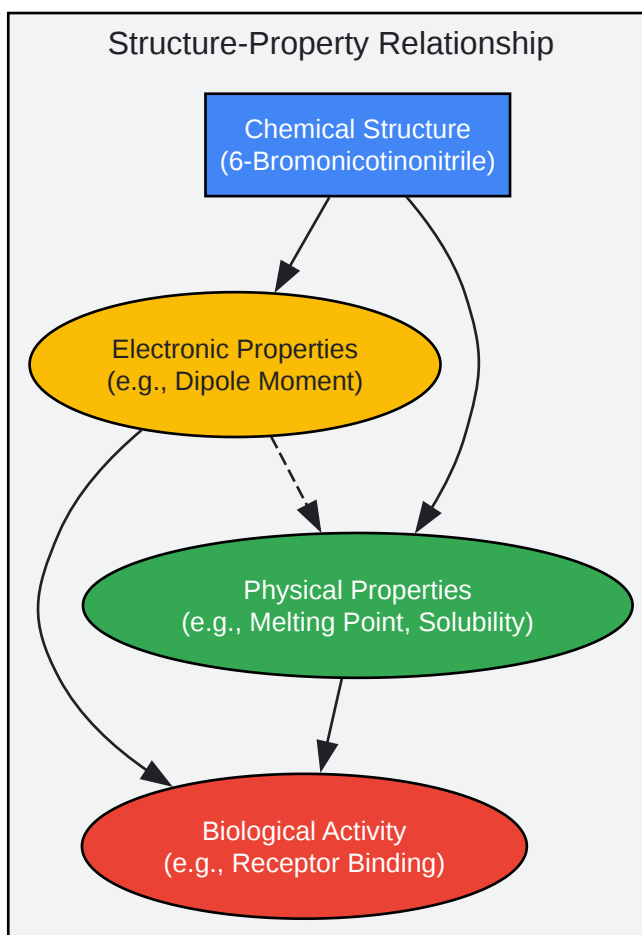 Structure-Property Relationship
Chemical Structure
(6-Bromonicotinonitrile)
Electronic Properties
(e.g., Dipole Moment)
Physical Properties
(e.g., Melting Point, Solubility)
Biological Activity
(e.g., Receptor Binding)